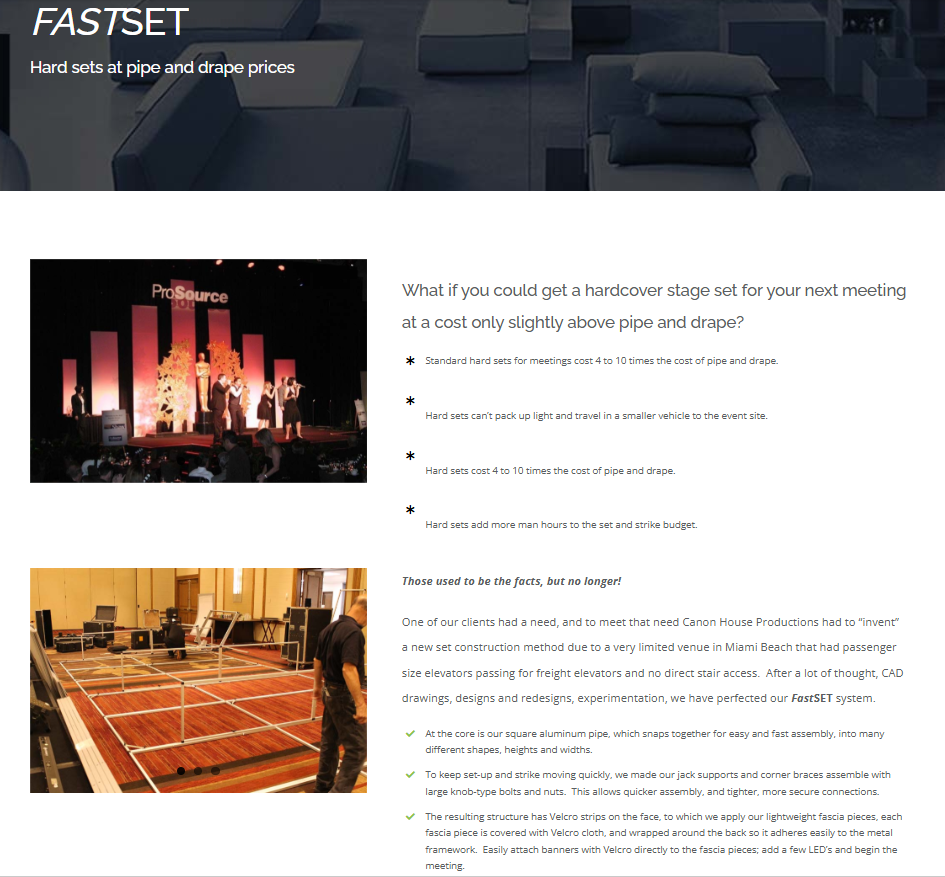 FASTSET
Hard sets at pipe and drape prices
ProSource
What if you could get a hardcover stage set for your next meeting
at a cost only slightly above pipe and drape?
* Standard hard sets for meetings cost 4 to 10 times the cost of pipe and drape.
* Hard sets can’t pack up light and travel in a smaller vehicle to the event site.
* Hard sets cost 4 to 10 times the cost of pipe and drape.
* Hard sets add more man hours to the set and strike budget.
Those used to be the facts, but no longer!
One of our clients had a need, and to meet that need Canon House Productions had to “invent”
a new set construction method due to a very limited venue in Miami Beach that had passenger
size elevators passing for freight elevators and no direct stair access.  After a lot of thought, CAD
drawings, designs and redesigns, experimentation, we have perfected our FastSET system.
✓ At the core is our square aluminum pipe, which snaps together for easy and fast assembly, into many
different shapes, heights and widths.
✓ To keep set-up and strike moving quickly, we made our jack supports and corner braces assemble with
large knob-type bolts and nuts.  This allows quicker assembly, and tighter, more secure connections.
✓ The resulting structure has Velcro strips on the face, to which we apply our lightweight fascia pieces, each
fascia piece is covered with Velcro cloth, and wrapped around the back so it adheres easily to the metal
framework.  Easily attach banners with Velcro directly to the fascia pieces; add a few LED’s and begin the
meeting.